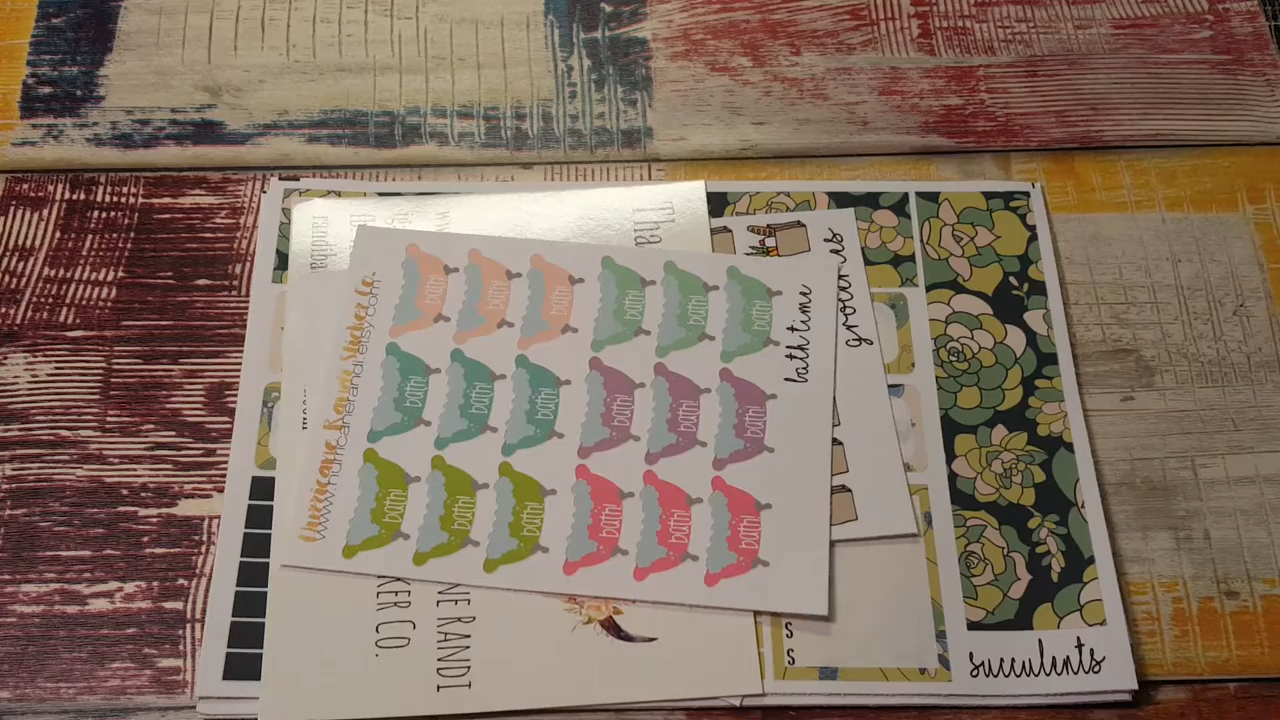 Hurricane Randi Sticker Co.
www.hurricanerandi.etsy.com
bath! bath! bath! bath! bath! bath!
bath! bath! bath! bath! bath! bath!
bath! bath! bath! bath! bath! bath!
bath time
groceries
Tha
NE RANDI
KER Co.
S
S
succulents